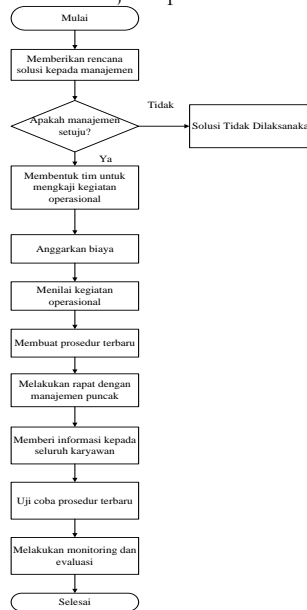 Mulai
Memberikan rencana
solusi kepada manajemen
Apakah manajemen
setuju?
Tidak
Solusi Tidak Dilaksanakan
Ya
Membentuk tim untuk
mengkaji kegiatan
operasional
Anggarkan biaya
Menilai kegiatan
operasional
Membuat prosedur terbaru
Melakukan rapat dengan
manajemen puncak
Memberi informasi kepada
seluruh karyawan
Uji coba prosedur terbaru
Melakukan monitoring dan
evaluasi
Selesai